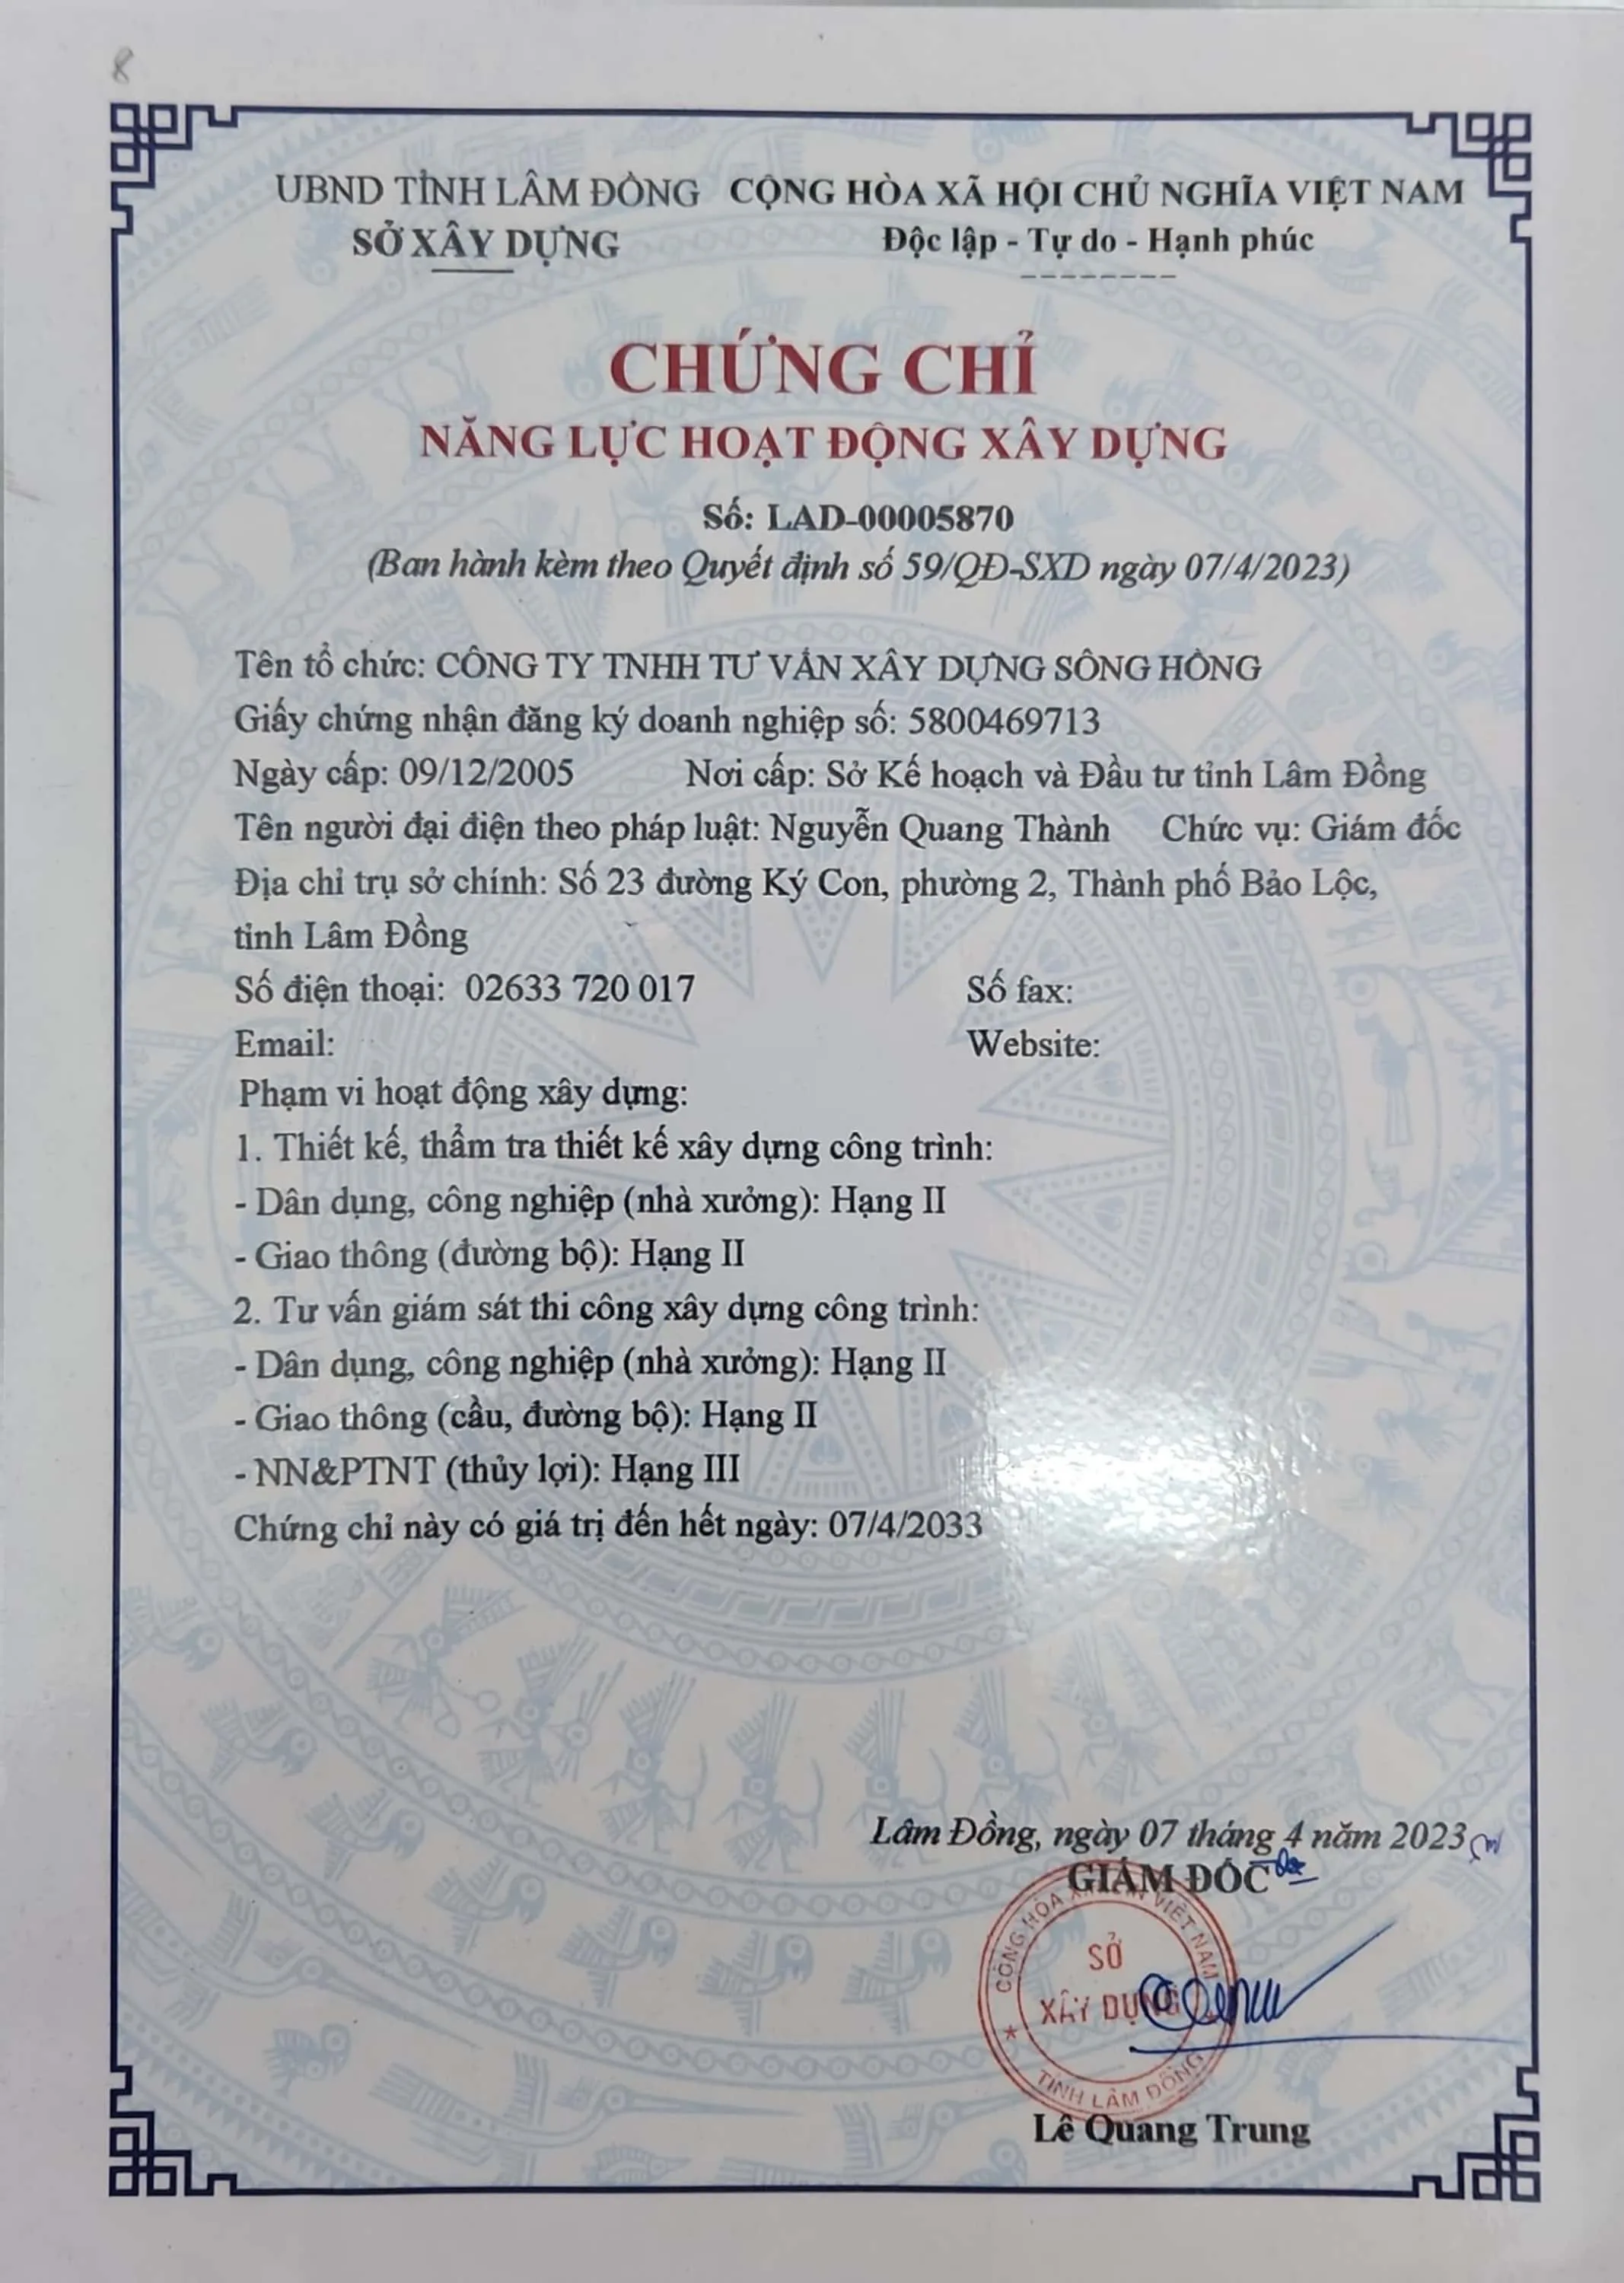 8
UBND TỈNH LÂM ĐỒNG CỘNG HÒA XÃ HỘI CHỦ NGHĨA VIỆT NAM
SỞ XÂY DỰNG Độc lập - Tự do - Hạnh phúc
CHỨNG CHỈ
NĂNG LỰC HOẠT ĐỘNG XÂY DỰNG
Số: LAD-00005870
(Ban hành kèm theo Quyết định số 59/QĐ-SXD ngày 07/4/2023)
Tên tổ chức: CÔNG TY TNHH TƯ VẤN XÂY DỰNG SÔNG HỒNG
Giấy chứng nhận đăng ký doanh nghiệp số: 5800469713
Ngày cấp: 09/12/2005 Nơi cấp: Sở Kế hoạch và Đầu tư tỉnh Lâm Đồng
Tên người đại điện theo pháp luật: Nguyễn Quang Thành Chức vụ: Giám đốc
Địa chỉ trụ sở chính: Số 23 đường Ký Con, phường 2, Thành phố Bảo Lộc,
tỉnh Lâm Đồng
Số điện thoại: 02633 720 017 Số fax:
Email: Website:
Phạm vi hoạt động xây dựng:
1. Thiết kế, thẩm tra thiết kế xây dựng công trình:
- Dân dụng, công nghiệp (nhà xưởng): Hạng II
- Giao thông (đường bộ): Hạng II
2. Tư vấn giám sát thi công xây dựng công trình:
- Dân dụng, công nghiệp (nhà xưởng): Hạng II
- Giao thông (cầu, đường bộ): Hạng II
- NN&PTNT (thủy lợi): Hạng III
Chứng chỉ này có giá trị đến hết ngày: 07/4/2033
Lâm Đồng, ngày 07 tháng 4 năm 2023
GIÁM ĐỐC
CỘNG HÒA VIỆT NAM
SỞ
XÂY DỰNG
TỈNH LÂM ĐỒNG
Lê Quang Trung